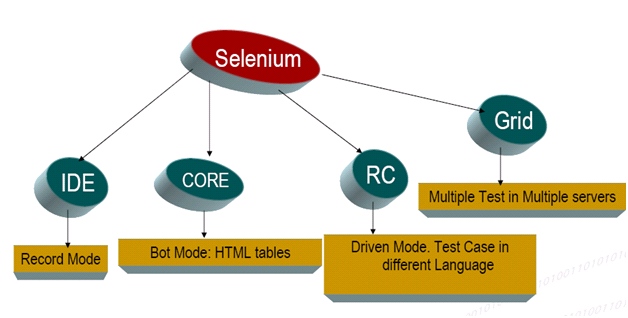 Selenium
Grid
IDE
CORE
RC
Multiple Test in Multiple servers
Record Mode
Bot Mode: HTML tables
Driven Mode. Test Case in
different Language